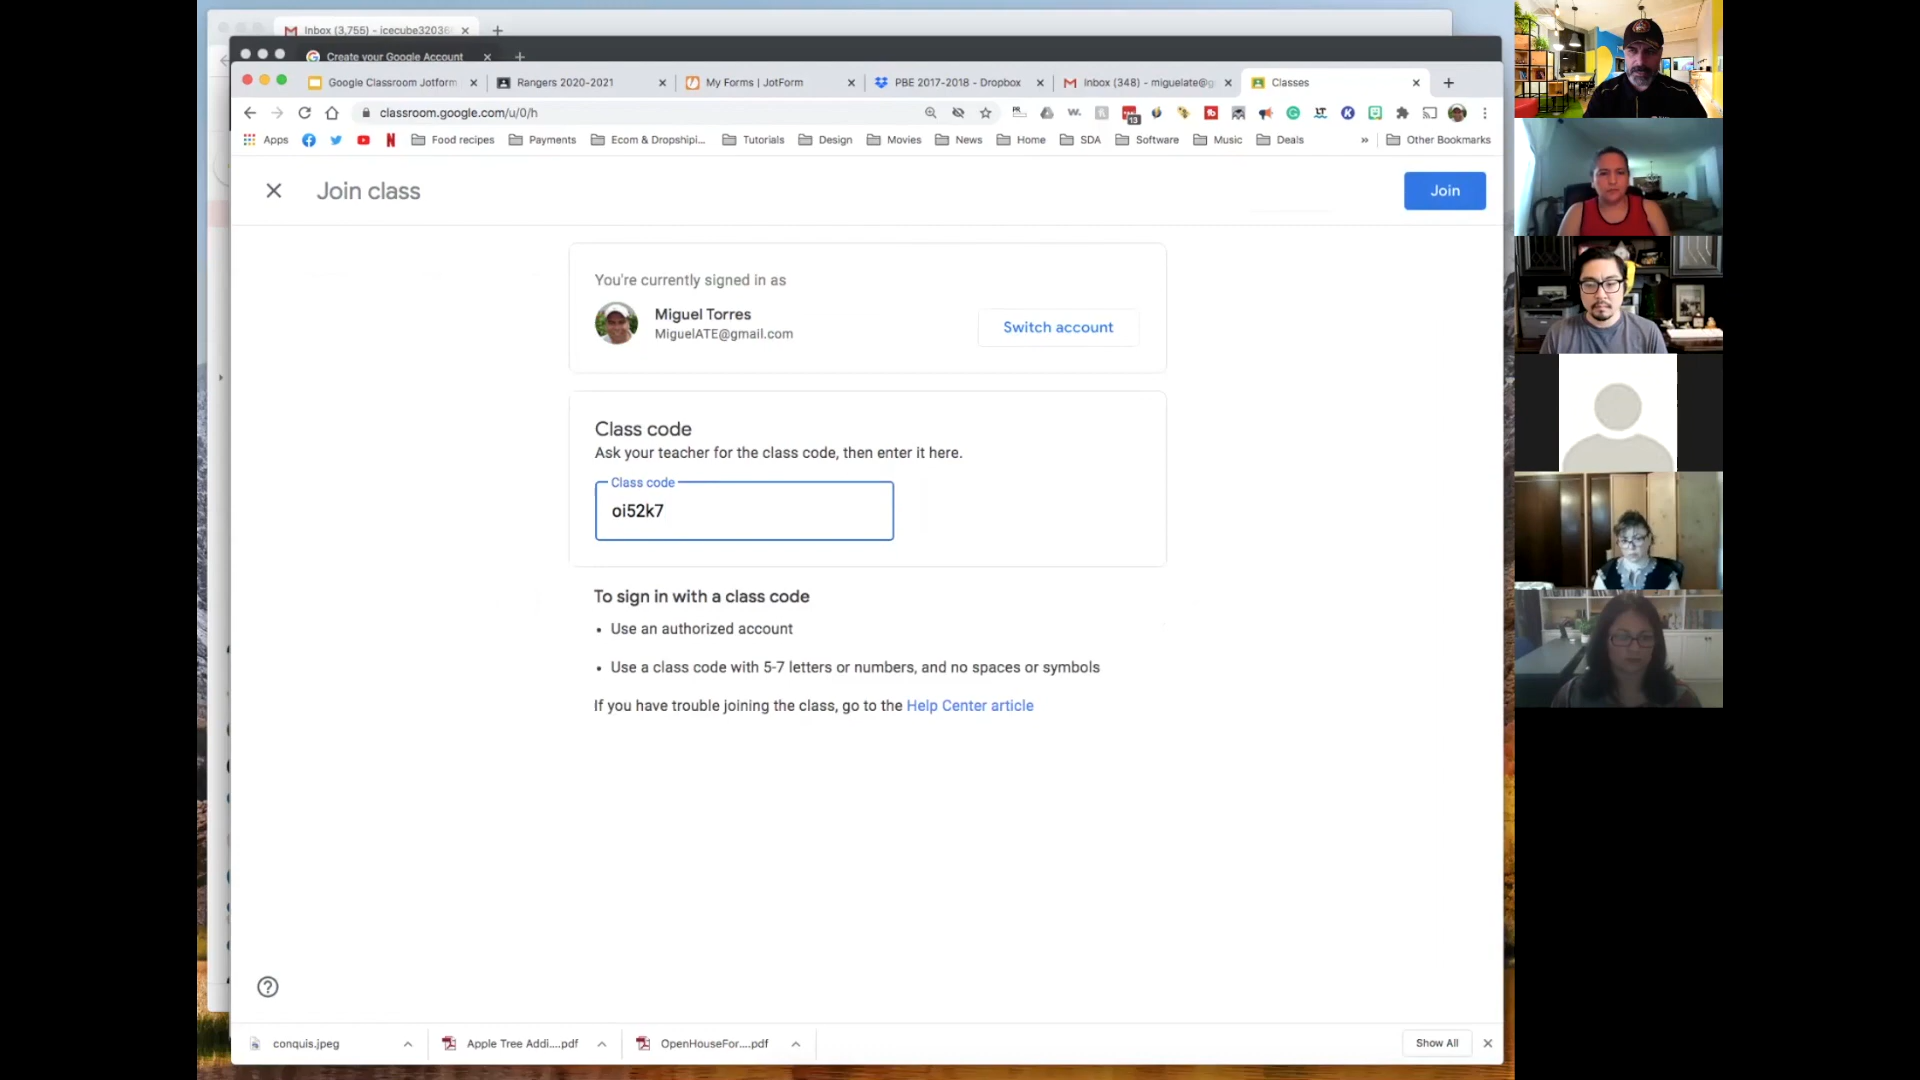 Inbox (3,755) - icecube32036
Create your Google Account
Google Classroom Jotform
Rangers 2020-2021
My Forms | JotForm
PBE 2017-2018 - Dropbox
Inbox (348) - miguelate@g
Classes
classroom.google.com/u/0/h
13
Apps
Food recipes
Payments
Ecom & Dropshipi...
Tutorials
Design
Movies
News
Home
SDA
Software
Music
Deals
»
Other Bookmarks
Join class
Join
You're currently signed in as
Miguel Torres
MiguelATE@gmail.com
Switch account
Class code
Ask your teacher for the class code, then enter it here.
Class code
oi52k7
To sign in with a class code
• Use an authorized account
• Use a class code with 5-7 letters or numbers, and no spaces or symbols
If you have trouble joining the class, go to the Help Center article
conquis.jpeg
Apple Tree Addi....pdf
OpenHouseFor....pdf
Show All